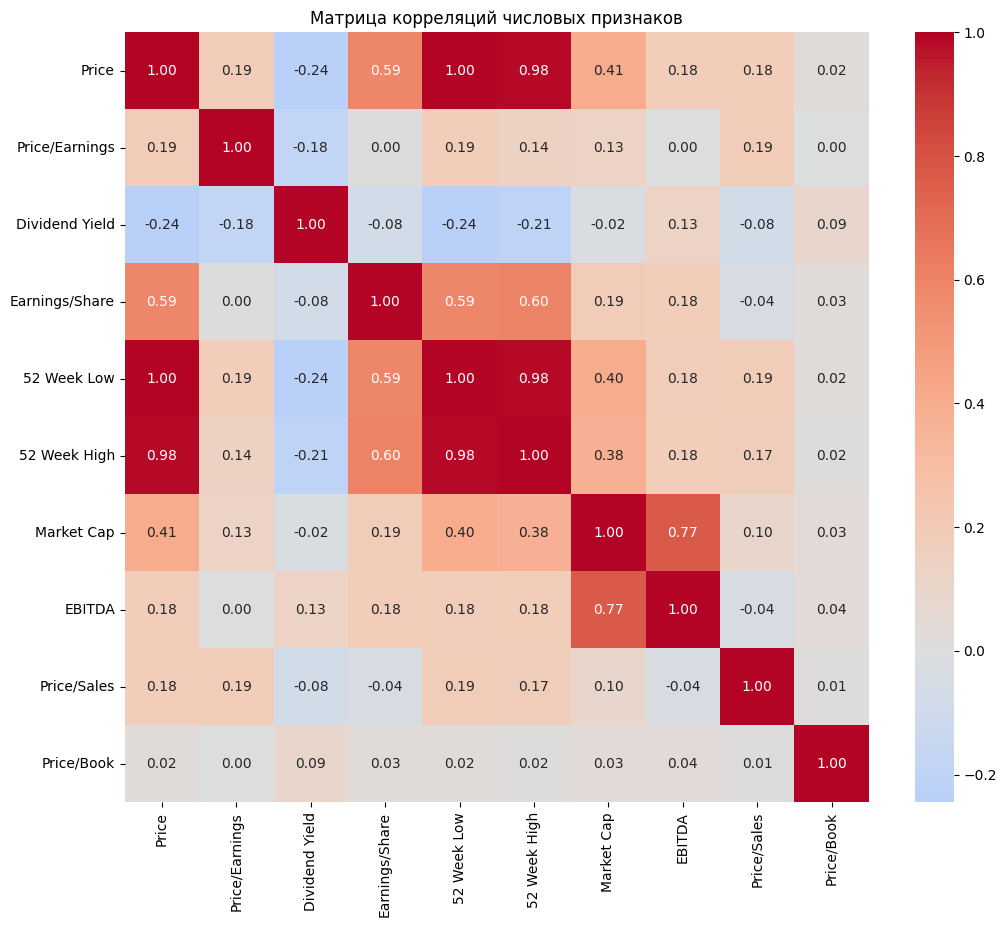 Матрица корреляций числовых признаков
Price 1.00 0.19 -0.24 0.59 1.00 0.98 0.41 0.18 0.18 0.02
Price/Earnings 0.19 1.00 -0.18 0.00 0.19 0.14 0.13 0.00 0.19 0.00
Dividend Yield -0.24 -0.18 1.00 -0.08 -0.24 -0.21 -0.02 0.13 -0.08 0.09
Earnings/Share 0.59 0.00 -0.08 1.00 0.59 0.60 0.19 0.18 -0.04 0.03
52 Week Low 1.00 0.19 -0.24 0.59 1.00 0.98 0.40 0.18 0.19 0.02
52 Week High 0.98 0.14 -0.21 0.60 0.98 1.00 0.38 0.18 0.17 0.02
Market Cap 0.41 0.13 -0.02 0.19 0.40 0.38 1.00 0.77 0.10 0.03
EBITDA 0.18 0.00 0.13 0.18 0.18 0.18 0.77 1.00 -0.04 0.04
Price/Sales 0.18 0.19 -0.08 -0.04 0.19 0.17 0.10 -0.04 1.00 0.01
Price/Book 0.02 0.00 0.09 0.03 0.02 0.02 0.03 0.04 0.01 1.00
Price
Price/Earnings
Dividend Yield
Earnings/Share
52 Week Low
52 Week High
Market Cap
EBITDA
Price/Sales
Price/Book
1.0
0.8
0.6
0.4
0.2
0.0
−0.2